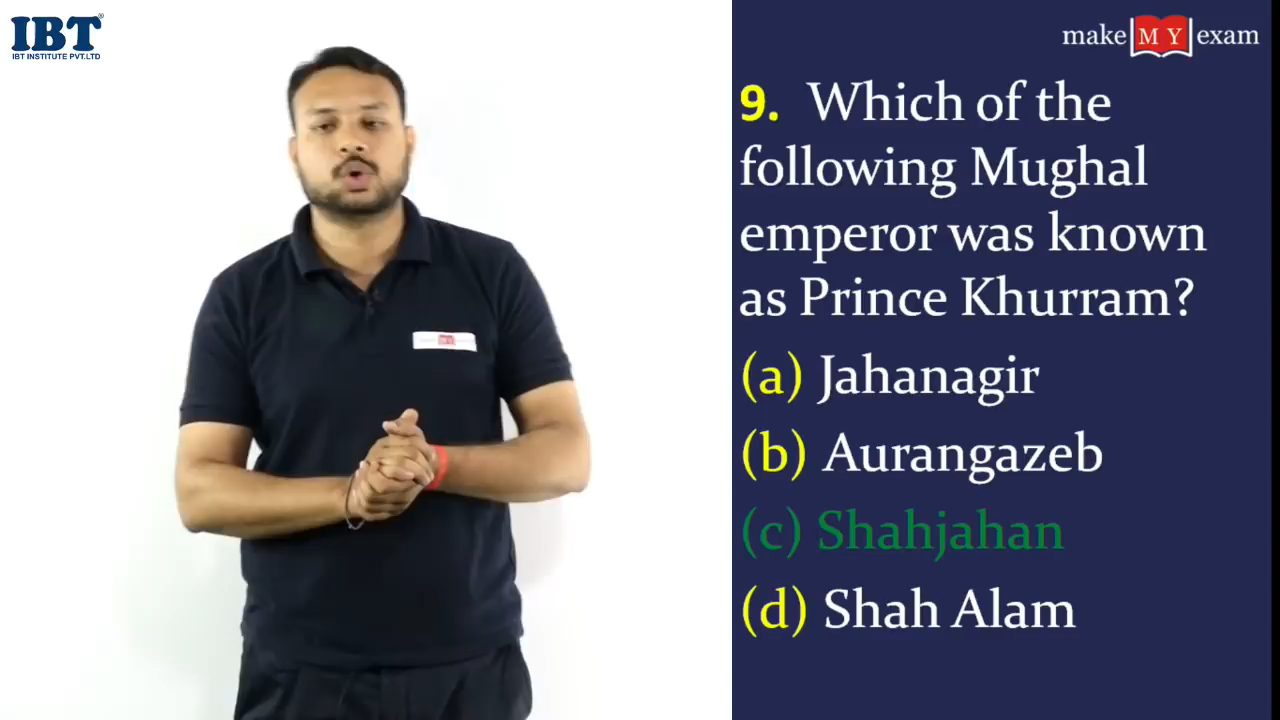 IBT
IBT INSTITUTE PVT.LTD
make MY exam
9. Which of the
following Mughal
emperor was known
as Prince Khurram?
(a) Jahanagir
(b) Aurangazeb
(c) Shahjahan
(d) Shah Alam
MY